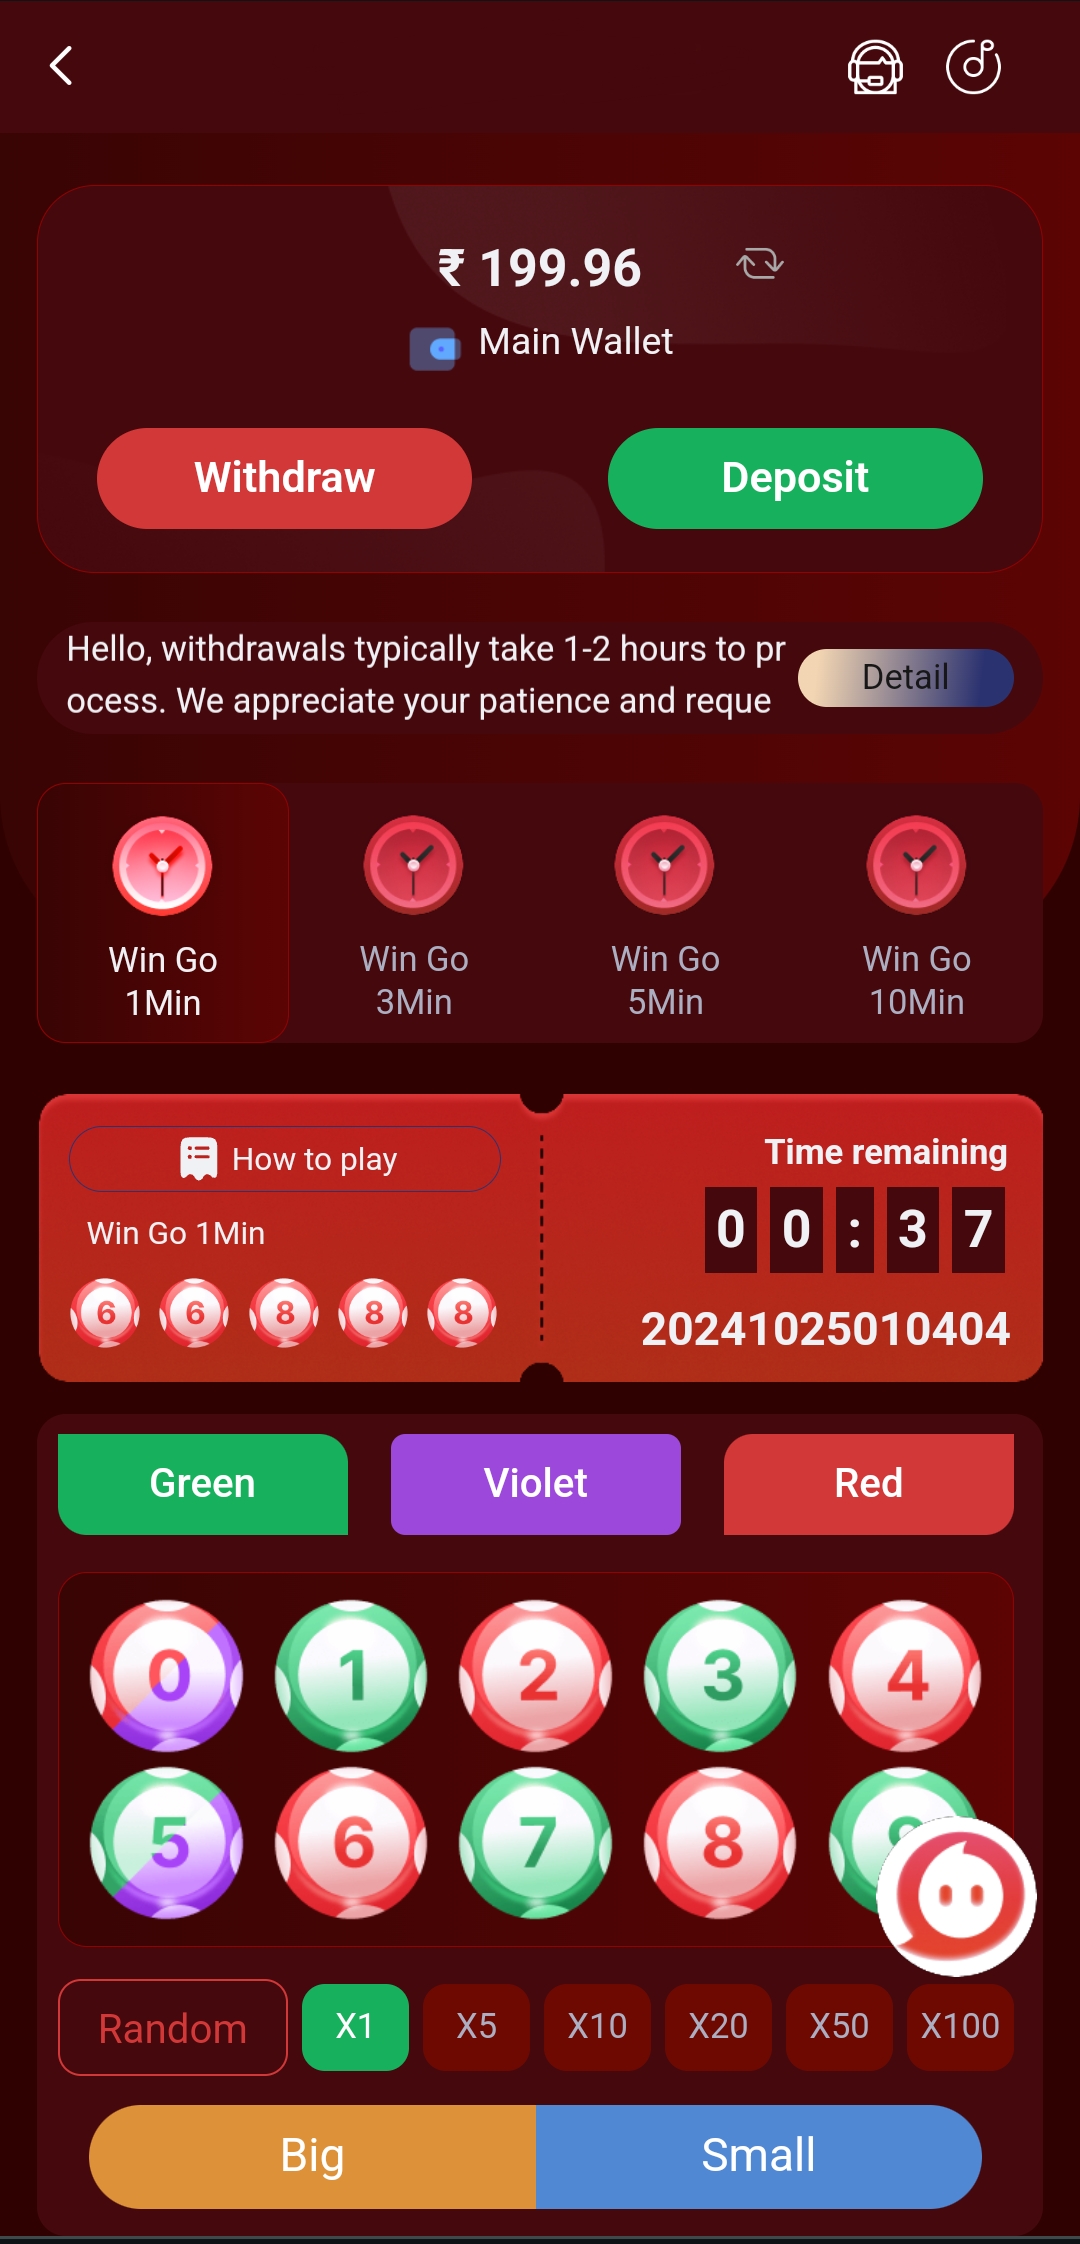 ₹ 199.96
Main Wallet
Withdraw
Deposit
Hello, withdrawals typically take 1-2 hours to pr
ocess. We appreciate your patience and reque
Detail
Win Go
1Min
Win Go
3Min
Win Go
5Min
Win Go
10Min
How to play
Win Go 1Min
6 6 8 8 8
Time remaining
0 0 : 3 7
20241025010404
Green
Violet
Red
0 1 2 3 4
5 6 7 8
Random
X1
X5
X10
X20
X50
X100
Big
Small